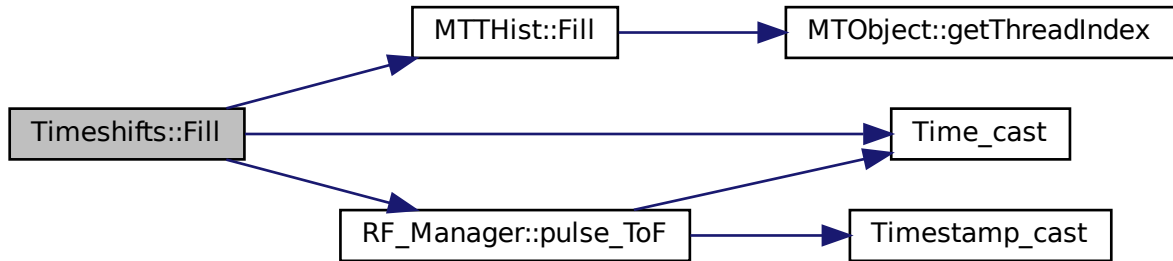 MTTHist::Fill
MTObject::getThreadIndex
Timeshifts::Fill
Time_cast
RF_Manager::pulse_ToF
Timestamp_cast